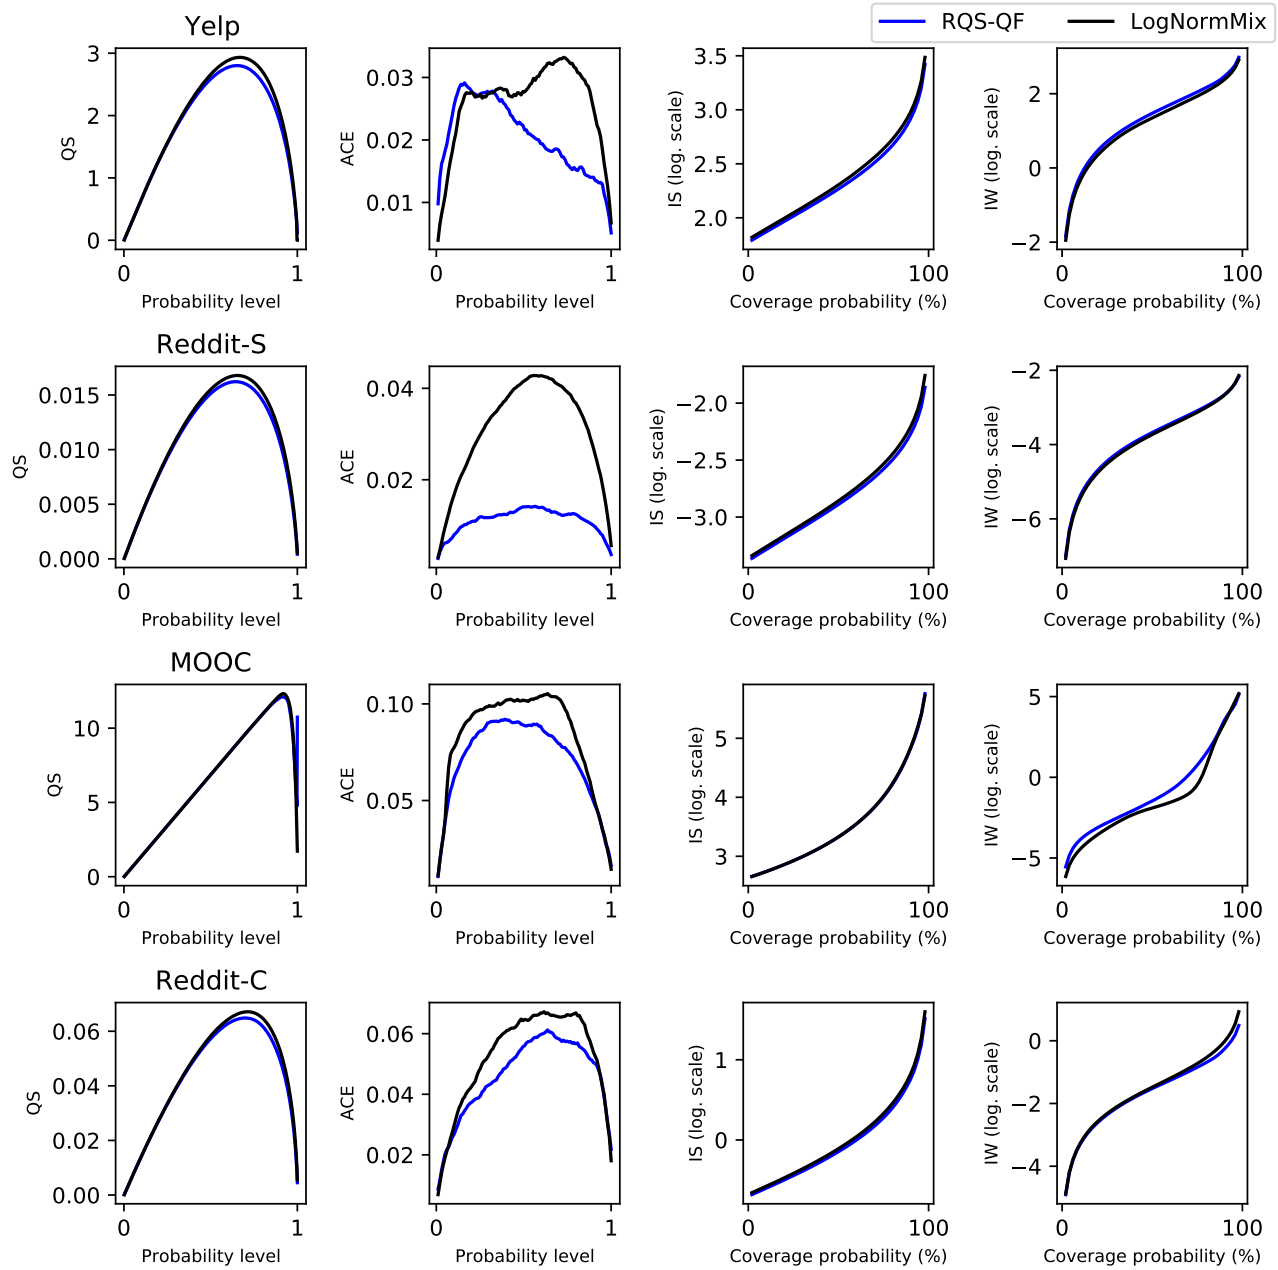 RQS-QF LogNormMix
Yelp
3
2
1
0
QS
0 1
Probability level
0.03
0.02
0.01
ACE
0 1
Probability level
3.5
3.0
2.5
2.0
IS (log. scale)
0 100
Coverage probability (%)
2
0
−2
IW (log. scale)
0 100
Coverage probability (%)
Reddit-S
0.015
0.010
0.005
0.000
QS
0 1
Probability level
0.04
0.02
ACE
0 1
Probability level
−2.0
−2.5
−3.0
IS (log. scale)
0 100
Coverage probability (%)
−2
−4
−6
IW (log. scale)
0 100
Coverage probability (%)
MOOC
10
5
0
QS
0 1
Probability level
0.10
0.05
ACE
0 1
Probability level
5
4
3
IS (log. scale)
0 100
Coverage probability (%)
5
0
−5
IW (log. scale)
0 100
Coverage probability (%)
Reddit-C
0.06
0.04
0.02
0.00
QS
0 1
Probability level
0.06
0.04
0.02
ACE
0 1
Probability level
1
0
IS (log. scale)
0 100
Coverage probability (%)
0
−2
−4
IW (log. scale)
0 100
Coverage probability (%)